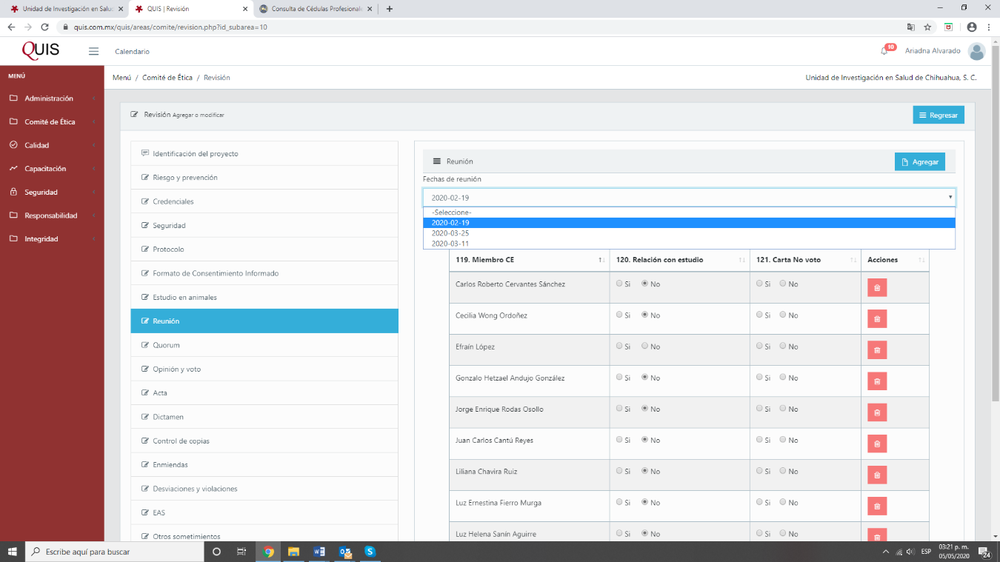 Unidad de Investigación en Salud
QUIS | Revisión
Consulta de Cédulas Profesionale
quis.com.mx/quis/areas/comite/revision.php?id_subarea=10
QUIS
Calendario
10
Ariadna Alvarado
MENÚ
Menú / Comité de Ética / Revisión
Unidad de Investigación en Salud de Chihuahua, S. C.
Administración
Comité de Ética
Calidad
Capacitación
Seguridad
Responsabilidad
Integridad
Revisión Agregar o modificar
Regresar
Identificación del proyecto
Riesgo y prevención
Credenciales
Seguridad
Protocolo
Formato de Consentimiento Informado
Estudio en animales
Reunión
Quorum
Opinión y voto
Acta
Dictamen
Control de copias
Enmiendas
Desviaciones y violaciones
EAS
Otros sometimientos
Reunión
Agregar
Fechas de reunión
2020-02-19
-Seleccione-
2020-02-19
2020-03-25
2020-03-11
119. Miembro CE 120. Relación con estudio 121. Carta No voto Acciones
Carlos Roberto Cervantes Sánchez Si No Si No
Cecilia Wong Ordoñez Si No Si No
Efraín López Si No Si No
Gonzalo Hetzael Andujo González Si No Si No
Jorge Enrique Rodas Osollo Si No Si No
Juan Carlos Cantú Reyes Si No Si No
Liliana Chavira Ruiz Si No Si No
Luz Ernestina Fierro Murga Si No Si No
Luz Helena Sanín Aguirre Si No Si No
Escribe aquí para buscar
ESP
03:21 p. m.
05/05/2020
24